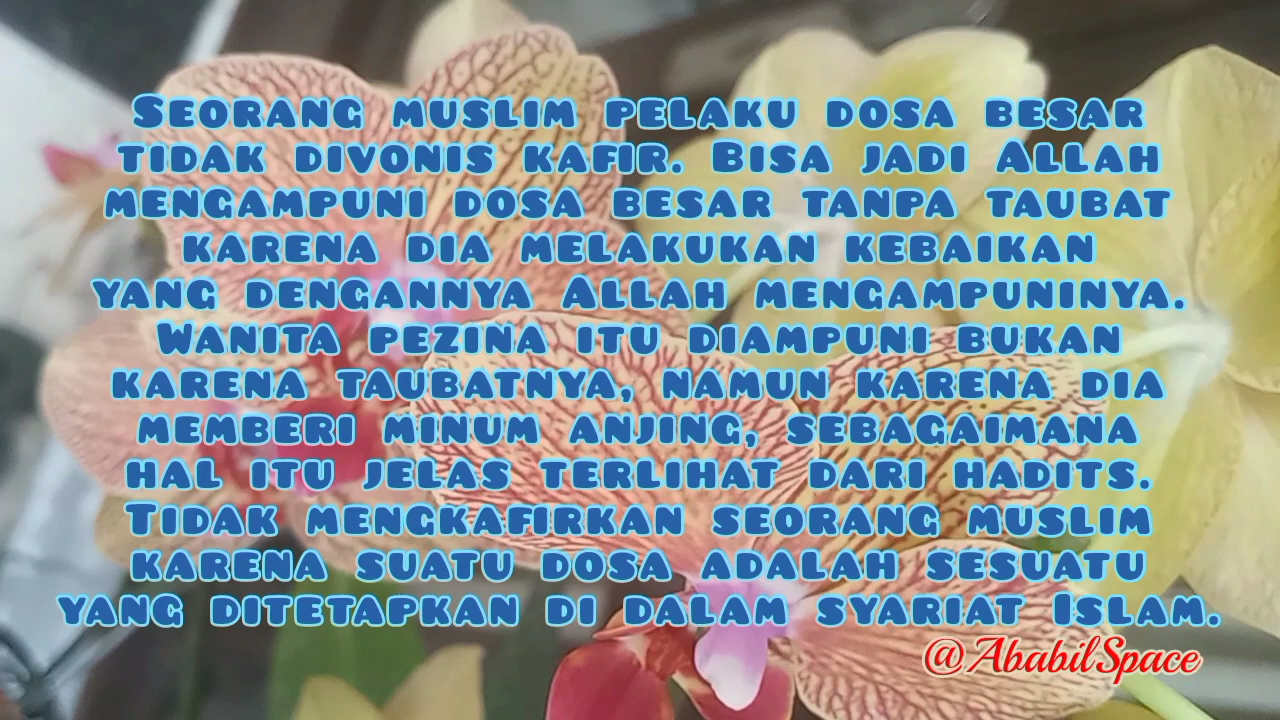 Seorang muslim pelaku dosa besar
tidak divonis kafir. Bisa jadi Allah
mengampuni dosa besar tanpa taubat
karena dia melakukan kebaikan
yang dengannya Allah mengampuninya.
Wanita pezina itu diampuni bukan
karena taubatnya, namun karena dia
memberi minum anjing, sebagaimana
hal itu jelas terlihat dari hadits.
Tidak mengkafirkan seorang muslim
karena suatu dosa adalah sesuatu
yang ditetapkan di dalam syariat Islam.
@AbabilSpace